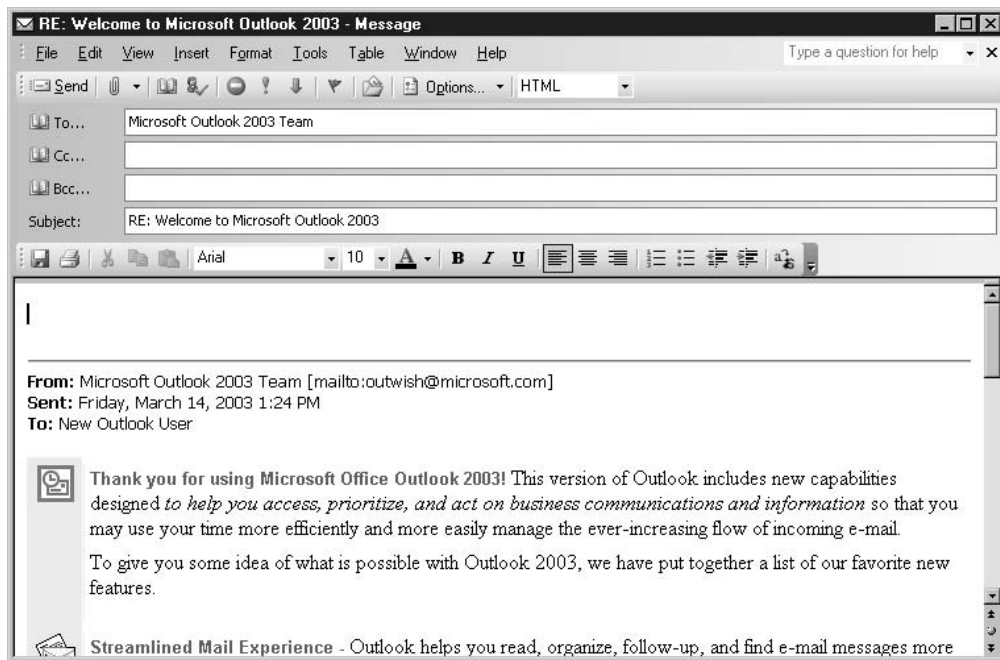 RE: Welcome to Microsoft Outlook 2003 - Message
File Edit View Insert Format Tools Table Window Help Type a question for help
Send Options... HTML
To... Microsoft Outlook 2003 Team
Cc...
Bcc...
Subject: RE: Welcome to Microsoft Outlook 2003
Arial 10 A B I U
From: Microsoft Outlook 2003 Team [mailto:outwish@microsoft.com]
Sent: Friday, March 14, 2003 1:24 PM
To: New Outlook User
Thank you for using Microsoft Office Outlook 2003! This version of Outlook includes new capabilities
designed to help you access, prioritize, and act on business communications and information so that you
may use your time more efficiently and more easily manage the ever-increasing flow of incoming e-mail.
To give you some idea of what is possible with Outlook 2003, we have put together a list of our favorite new
features.
Streamlined Mail Experience - Outlook helps you read, organize, follow-up, and find e-mail messages more